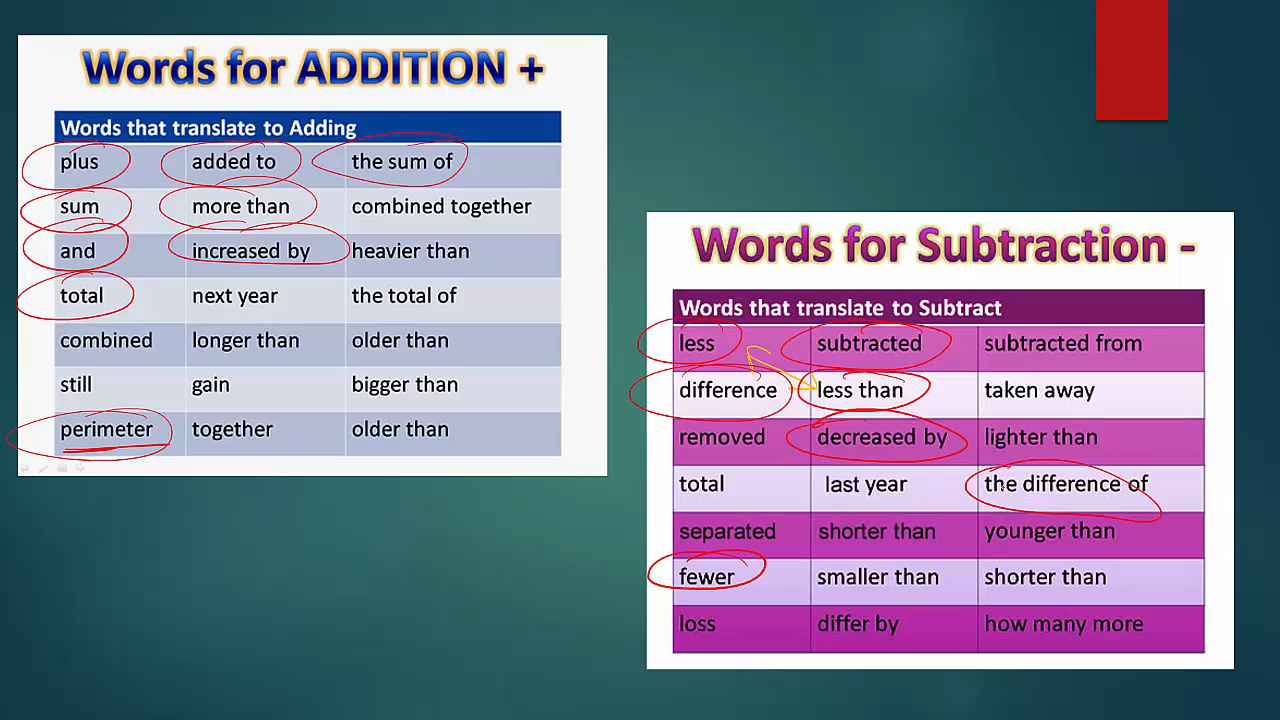 Words for ADDITION +
Words that translate to Adding
plus added to the sum of
sum more than combined together
and increased by heavier than
total next year the total of
combined longer than older than
still gain bigger than
perimeter together older than
Words for Subtraction -
Words that translate to Subtract
less subtracted subtracted from
difference less than taken away
removed decreased by lighter than
total last year the difference of
separated shorter than younger than
fewer smaller than shorter than
loss differ by how many more